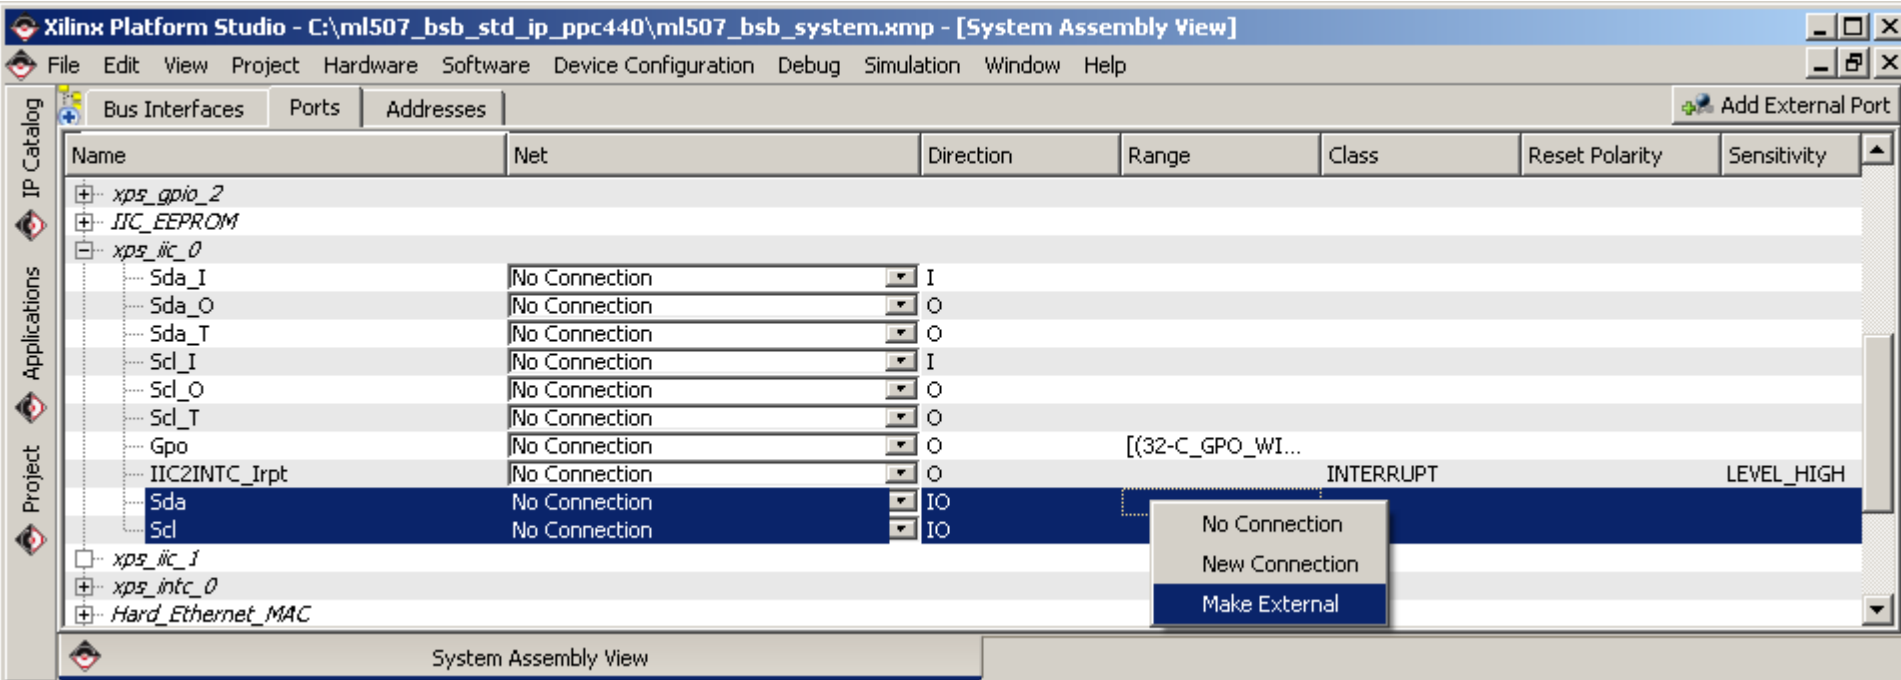 Xilinx Platform Studio - C:\ml507_bsb_std_ip_ppc440\ml507_bsb_system.xmp - [System Assembly View]
File Edit View Project Hardware Software Device Configuration Debug Simulation Window Help
Bus Interfaces Ports Addresses Add External Port
IP Catalog
Applications
Project
Name Net Direction Range Class Reset Polarity Sensitivity
xps_gpio_2
IIC_EEPROM
xps_iic_0
Sda_I No Connection I
Sda_O No Connection O
Sda_T No Connection O
Scl_I No Connection I
Scl_O No Connection O
Scl_T No Connection O
Gpo No Connection O [(32-C_GPO_WI...
IIC2INTC_Irpt No Connection O INTERRUPT LEVEL_HIGH
Sda No Connection IO
Scl No Connection IO
No Connection
New Connection
Make External
xps_iic_1
xps_intc_0
Hard_Ethernet_MAC
System Assembly View